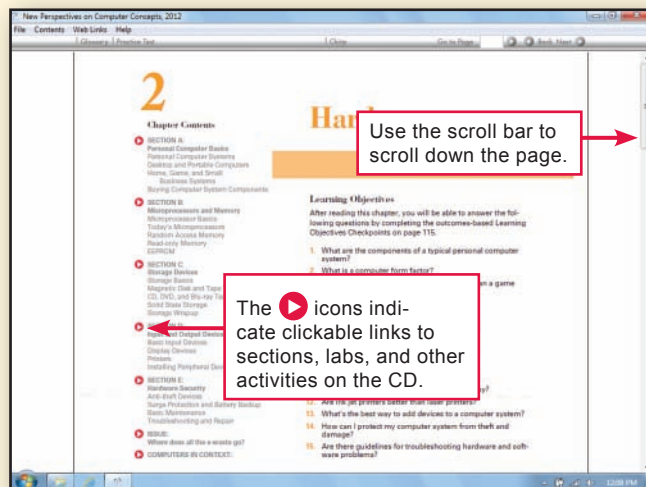 New Perspectives on Computer Concepts, 2012
File Contents Web Links Help
Glossary Practice Test Go to Page Back Next
2
Chapter Contents
SECTION A:
Personal Computer Basics
Personal Computer Systems
Desktop and Portable Computers
Home, Game, and Small
Business Systems
Buying Computer System Components
SECTION B:
Microprocessors and Memory
Microprocessor Basics
Today's Microprocessors
Random Access Memory
Read-only Memory
EEPROM
SECTION C:
Storage Devices
Storage Basics
Magnetic Disk and Tape
CD, DVD, and Blu-ray
Solid State Storage
Storage Wrapup
Input and Output
Basic Input Devices
Display Devices
Printers
Installing Peripheral
SECTION E:
Hardware Security
Anti-theft Devices
Surge Protection and Battery Backup
Basic Maintenance
Troubleshooting and Repair
ISSUE:
Where does all the e-waste go?
COMPUTERS IN CONTEXT:
Use the scroll bar to
scroll down the page.
Learning Objectives
After reading this chapter, you will be able to answer the fol-
lowing questions by completing the outcomes-based Learning
Objectives Checkpoints on page 115.
1. What are the components of a typical personal computer
system?
2. What is a computer form factor?
an a game
The icons indi-
cate clickable links to
sections, labs, and other
activities on the CD.
12. Are ink jet printers better than laser printers?
13. What's the best way to add devices to a computer system?
14. How can I protect my computer system from theft and
damage?
15. Are there guidelines for troubleshooting hardware and soft-
ware problems?
12:08 PM